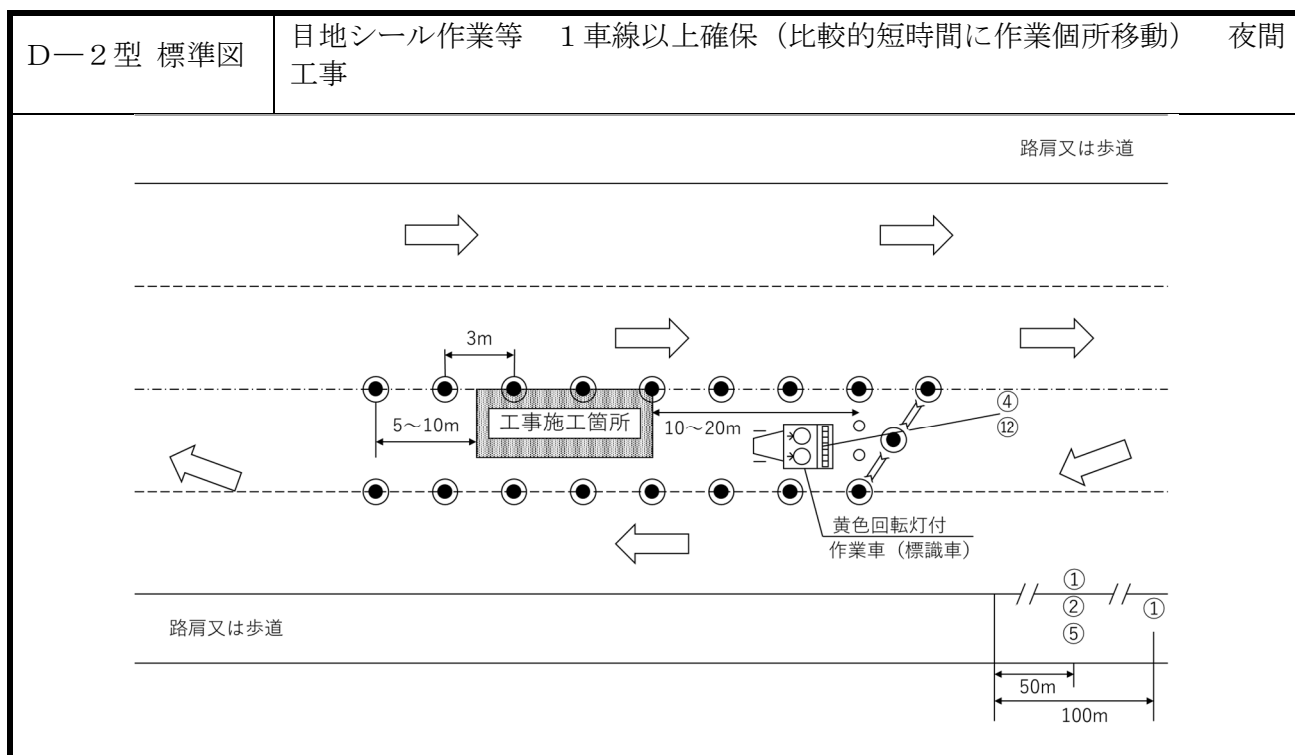 D―2型 標準図
目地シール作業等　1車線以上確保（比較的短時間に作業個所移動）　夜間
工事
路肩又は歩道
3m
工事施工箇所
5～10m
10～20m
④
⑫
黄色回転灯付
作業車（標識車）
①
②
①
⑤
路肩又は歩道
50m
100m